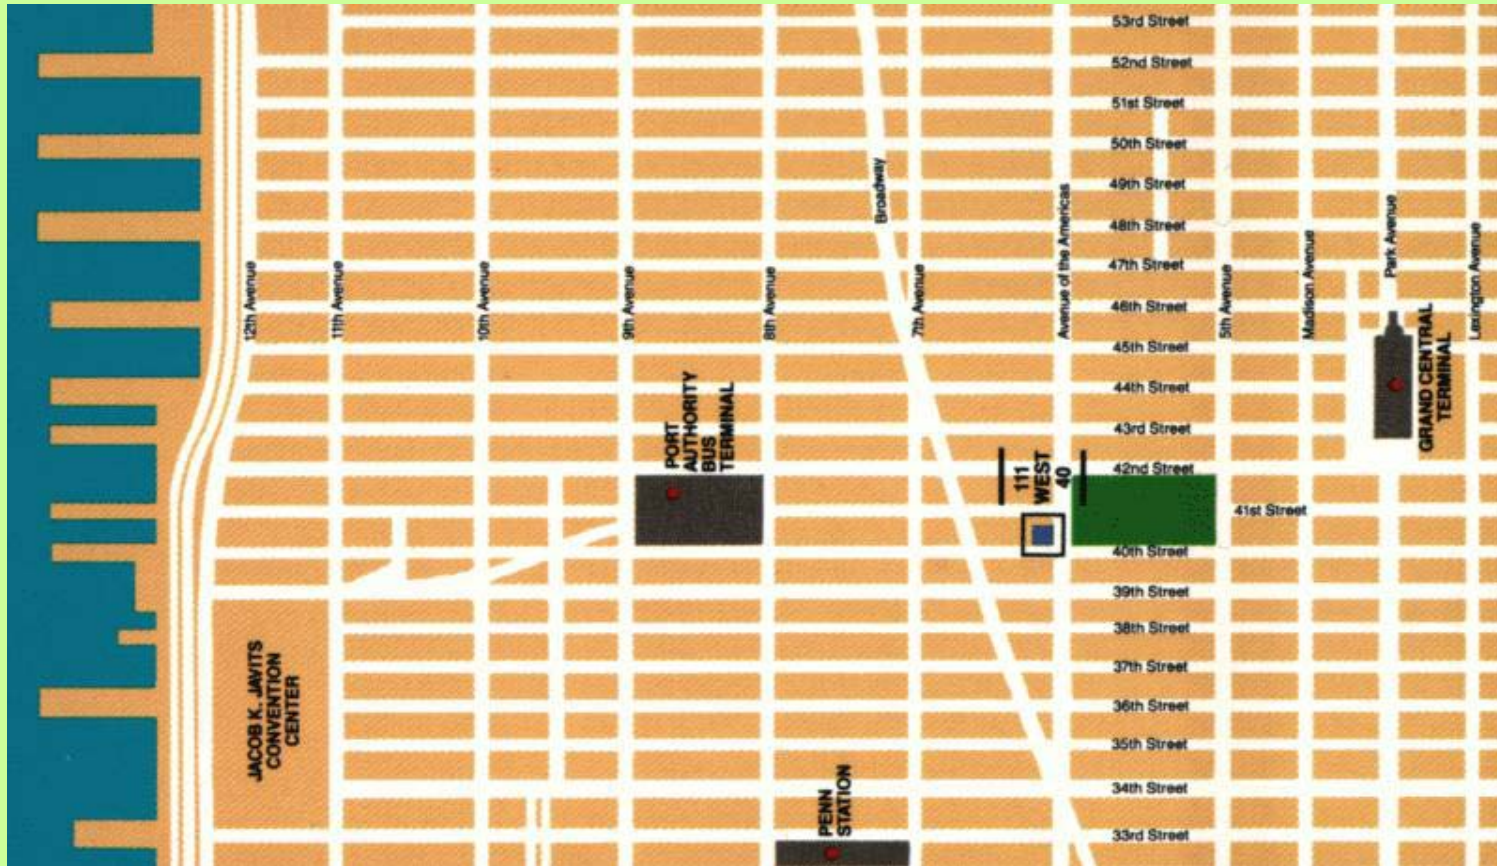 53rd Street
52nd Street
51st Street
50th Street
49th Street
48th Street
47th Street
46th Street
45th Street
44th Street
43rd Street
42nd Street
41st Street
40th Street
39th Street
38th Street
37th Street
36th Street
35th Street
34th Street
33rd Street
12th Avenue
11th Avenue
10th Avenue
9th Avenue
8th Avenue
Broadway
7th Avenue
Avenue of the Americas
5th Avenue
Madison Avenue
Park Avenue
Lexington Avenue
PORT
AUTHORITY
BUS
TERMINAL
111
WEST
40
GRAND CENTRAL
TERMINAL
JACOB K. JAVITS
CONVENTION
CENTER
PENN
STATION